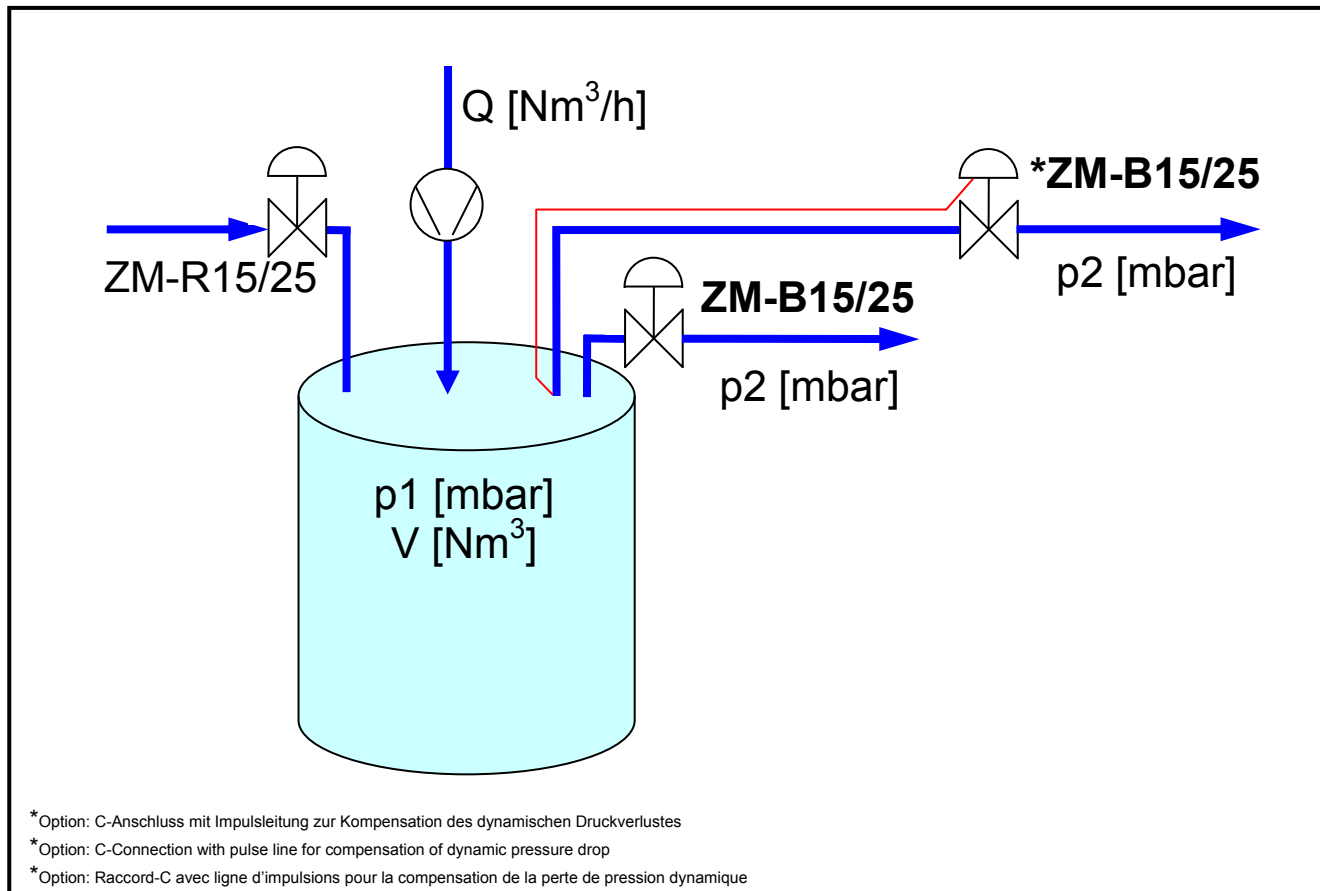 Q [Nm³/h]
*ZM-B15/25
ZM-R15/25
p2 [mbar]
ZM-B15/25
p2 [mbar]
p1 [mbar]
V [Nm³]
*Option: C-Anschluss mit Impulsleitung zur Kompensation des dynamischen Druckverlustes
*Option: C-Connection with pulse line for compensation of dynamic pressure drop
*Option: Raccord-C avec ligne d'impulsions pour la compensation de la perte de pression dynamique